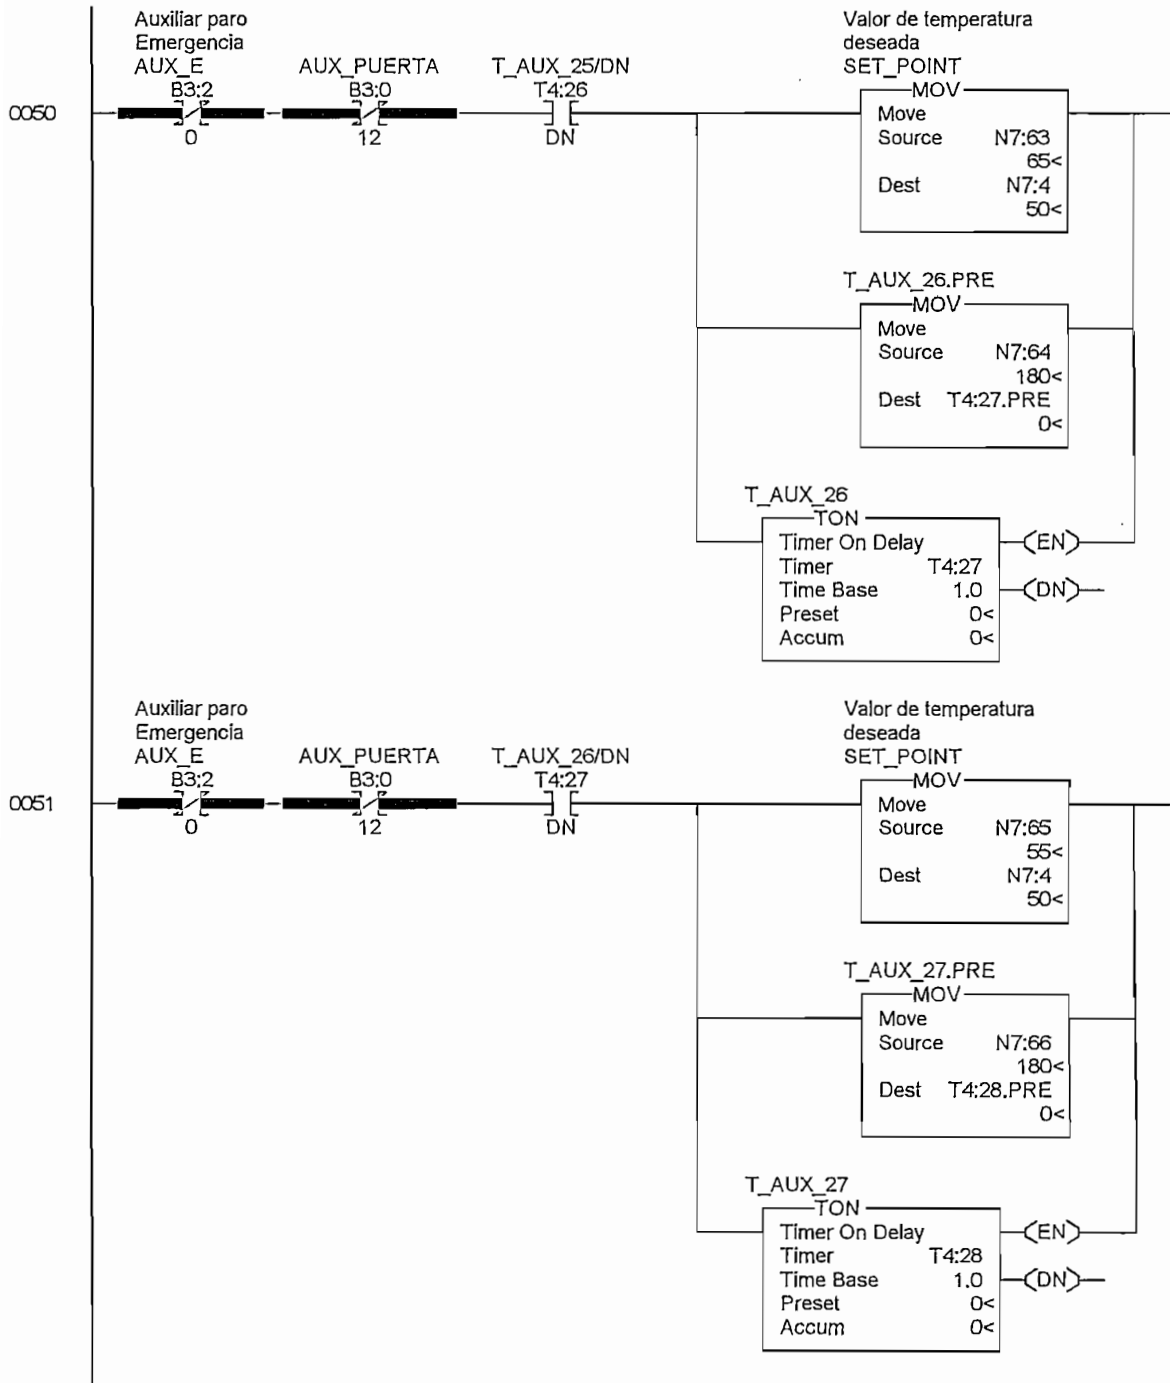 Auxiliar paro
Emergencia
AUX_E
B3:2
0
AUX_PUERTA
B3:0
12
T_AUX_25/DN
T4:26
DN
0050
Valor de temperatura
deseada
SET_POINT
MOV
Move
Source N7:63
65<
Dest N7:4
50<
T_AUX_26.PRE
MOV
Move
Source N7:64
180<
Dest T4:27.PRE
0<
T_AUX_26
TON
Timer On Delay
Timer T4:27
Time Base 1.0
Preset 0<
Accum 0<
EN
DN
Auxiliar paro
Emergencia
AUX_E
B3:2
0
AUX_PUERTA
B3:0
12
T_AUX_26/DN
T4:27
DN
0051
Valor de temperatura
deseada
SET_POINT
MOV
Move
Source N7:65
55<
Dest N7:4
50<
T_AUX_27.PRE
MOV
Move
Source N7:66
180<
Dest T4:28.PRE
0<
T_AUX_27
TON
Timer On Delay
Timer T4:28
Time Base 1.0
Preset 0<
Accum 0<
EN
DN